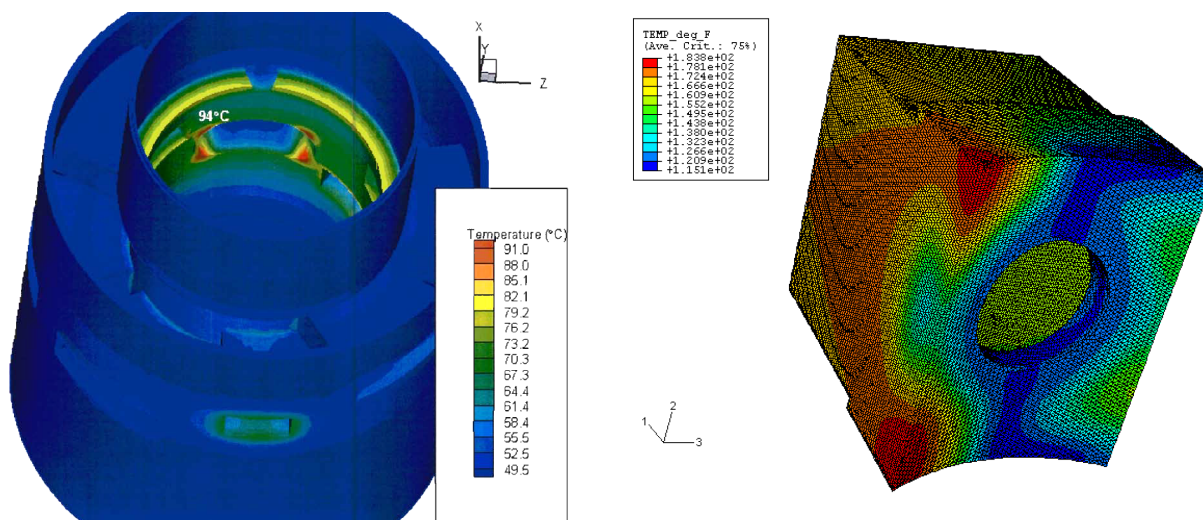 X
Y
Z
94°C
Temperature (°C)
91.0
88.0
85.1
82.1
79.2
76.2
73.2
70.3
67.3
64.4
61.4
58.4
55.5
52.5
49.5
TEMP_deg_F
(Ave. Crit.: 75%)
+1.838e+02
+1.781e+02
+1.724e+02
+1.666e+02
+1.609e+02
+1.552e+02
+1.495e+02
+1.438e+02
+1.380e+02
+1.323e+02
+1.266e+02
+1.209e+02
+1.151e+02
2
1
3